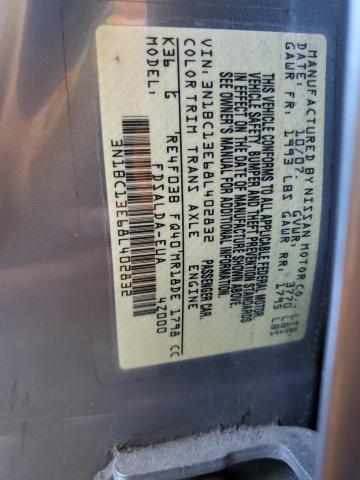 MANUFACTURED BY NISSAN MOTOR CO., LTD.
DATE: 10/07 GVWR: 3770 LBS
GAWR FR: 1993 LBS GAWR RR: 1795 LBS
THIS VEHICLE CONFORMS TO ALL APPLICABLE FEDERAL MOTOR
VEHICLE SAFETY, BUMPER AND THEFT PREVENTION STANDARDS
IN EFFECT ON THE DATE OF MANUFACTURE SHOWN ABOVE.
SEE OWNER'S MANUAL FOR ADDITIONAL INFORMATION.
VIN: 3N1BC13E68L402832 PASSENGER CAR
COLOR TRIM TRANS AXLE ENGINE
K36 G RE4F03B FQ40 MR18DE 1798 CC
FDSALDA-EUA 4Z000
3N1BC13E68L402832